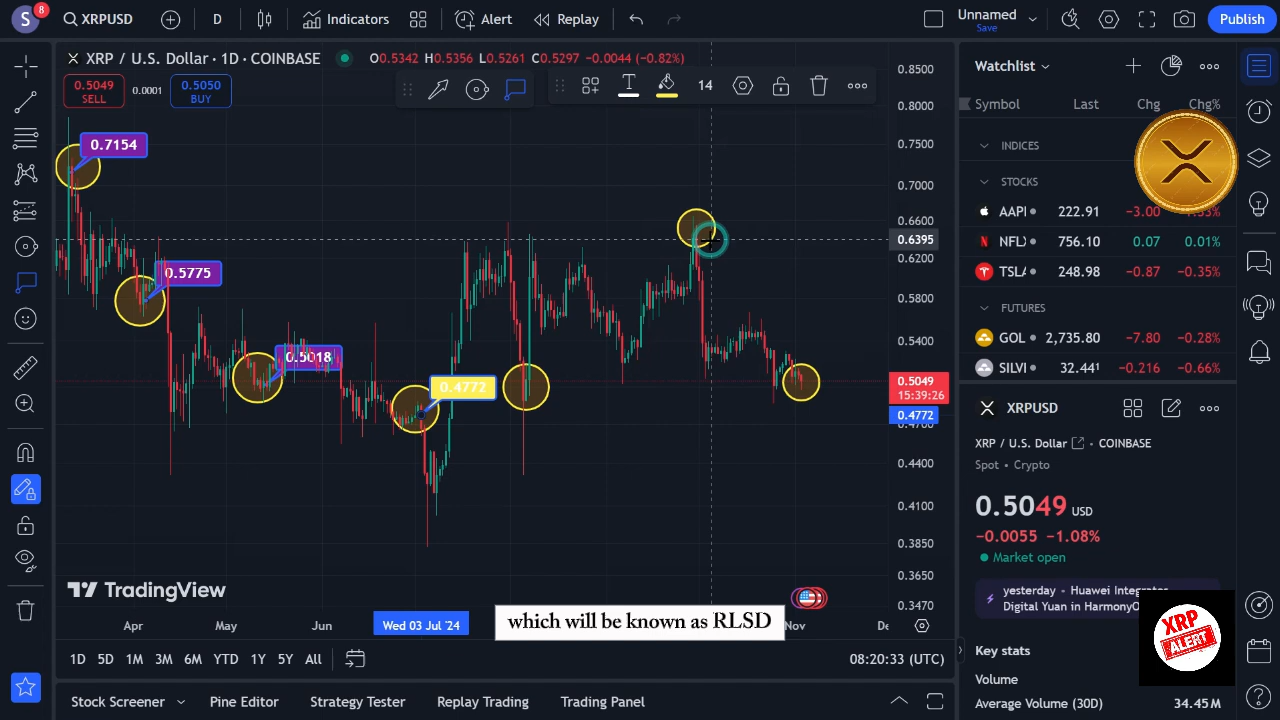 S 8 XRPUSD D Indicators Alert Replay Unnamed Save Publish
XRP / U.S. Dollar · 1D · COINBASE O0.5342 H0.5356 L0.5261 C0.5297 −0.0044 (−0.82%)
0.5049 SELL 0.0001 0.5050 BUY
14
0.7154
0.5775
0.5018
0.4772
0.8500
0.8000
0.7500
0.7000
0.6600
0.6395
0.6200
0.5800
0.5400
0.5049
15:39:26
0.4772
0.4400
0.4100
0.3850
0.3650
0.3470
TradingView
Apr May Jun Wed 03 Jul '24 Nov
which will be known as RLSD
1D 5D 1M 3M 6M YTD 1Y 5Y All 08:20:33 (UTC)
Stock Screener Pine Editor Strategy Tester Replay Trading Trading Panel
Watchlist
Symbol Last Chg Chg%
INDICES
STOCKS
AAPL 222.91 −3.00
NFL 756.10 0.07 0.01%
TSL 248.98 −0.87 −0.35%
FUTURES
GOL 2,735.80 −7.80 −0.28%
SILV 32.44¹ −0.216 −0.66%
XRPUSD
XRP / U.S. Dollar · COINBASE
Spot • Crypto
0.5049 USD
−0.0055 −1.08%
Market open
yesterday - Huawei Integrates
Digital Yuan in HarmonyO
Key stats
Volume
Average Volume (30D) 34.45 M
XRP
ALERT